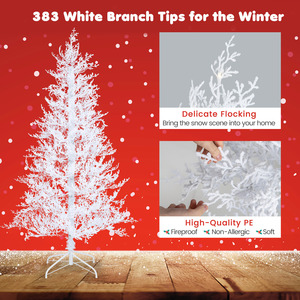 383 White Branch Tips for the Winter
Delicate Flocking
Bring the snow scene into your home
High-Quality PE
Fireproof Non-Allergic Soft